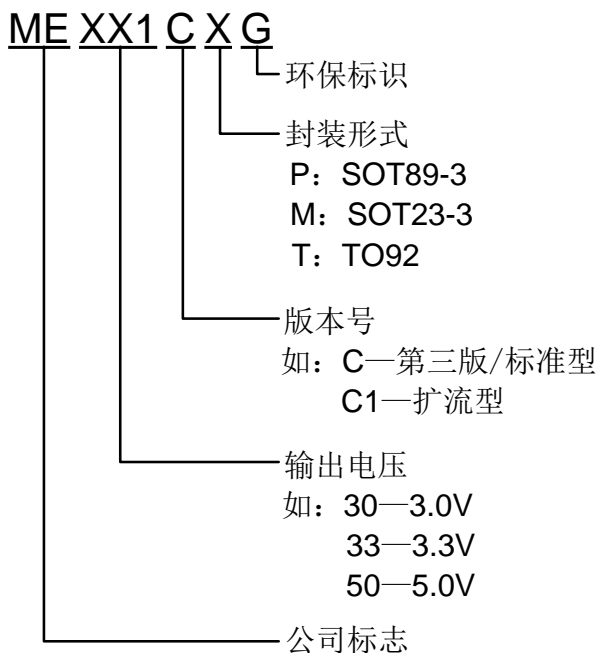 ME XX1 C X G
环保标识
封装形式
P：SOT89-3
M：SOT23-3
T：TO92
版本号
如：C—第三版/标准型
C1—扩流型
输出电压
如：30—3.0V
33—3.3V
50—5.0V
公司标志